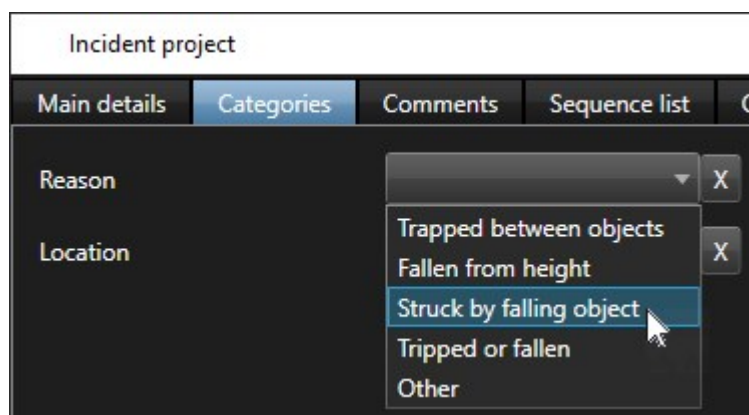 Incident project
Main details Categories Comments Sequence list
Reason X
Trapped between objects
Location X
Fallen from height
Struck by falling object
Tripped or fallen
Other